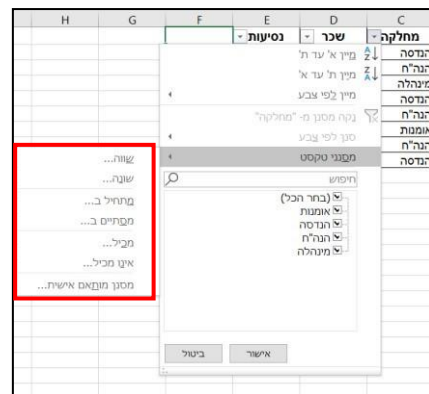 C D E F G H
מחלקה שכר נסיעות
הנדסה
הנה"ח
מינהלה
הנדסה
הנה"ח
אומנות
הנה"ח
הנדסה
מיין א' עד ת'
מיין ת' עד א'
מיין לפי צבע
נקה מסנן מ- "מחלקה"
סנן לפי צבע
מסנני טקסט
חיפוש
(בחר הכל)
אומנות
הנדסה
הנה"ח
מינהלה
אישור ביטול
שווה...
שונה...
מתחיל ב...
מסתיים ב...
מכיל...
אינו מכיל...
מסנן מותאם אישית...